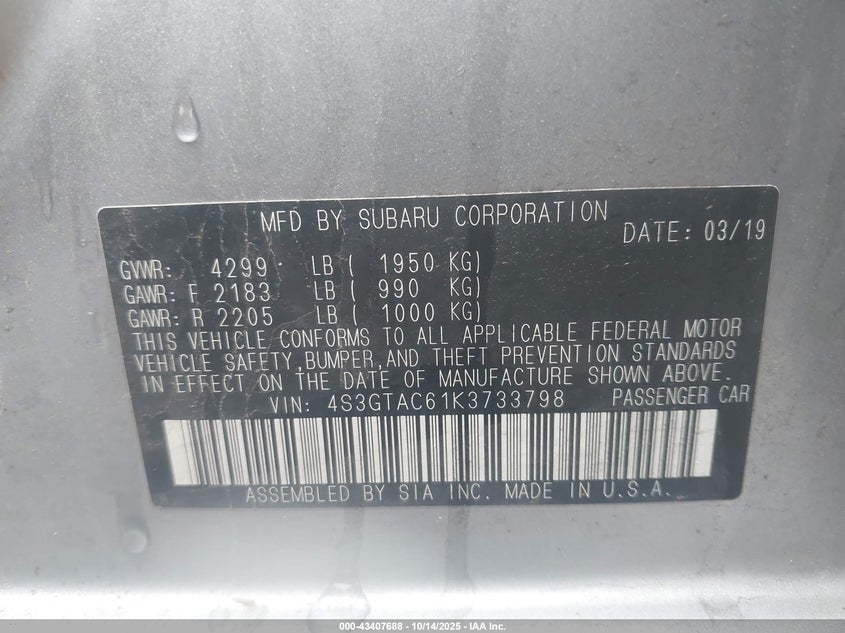 MFD BY SUBARU CORPORATION
DATE: 03/19
GVWR: 4299 LB ( 1950 KG)
GAWR: F 2183 LB ( 990 KG)
GAWR: R 2205 LB ( 1000 KG)
THIS VEHICLE CONFORMS TO ALL APPLICABLE FEDERAL MOTOR
VEHICLE SAFETY,BUMPER,AND THEFT PREVENTION STANDARDS
IN EFFECT ON THE DATE OF MANUFACTURE SHOWN ABOVE.
VIN: 4S3GTAC61K3733798 PASSENGER CAR
ASSEMBLED BY SIA INC. MADE IN U.S.A.
000-43407688 - 10/14/2025 - IAA Inc.